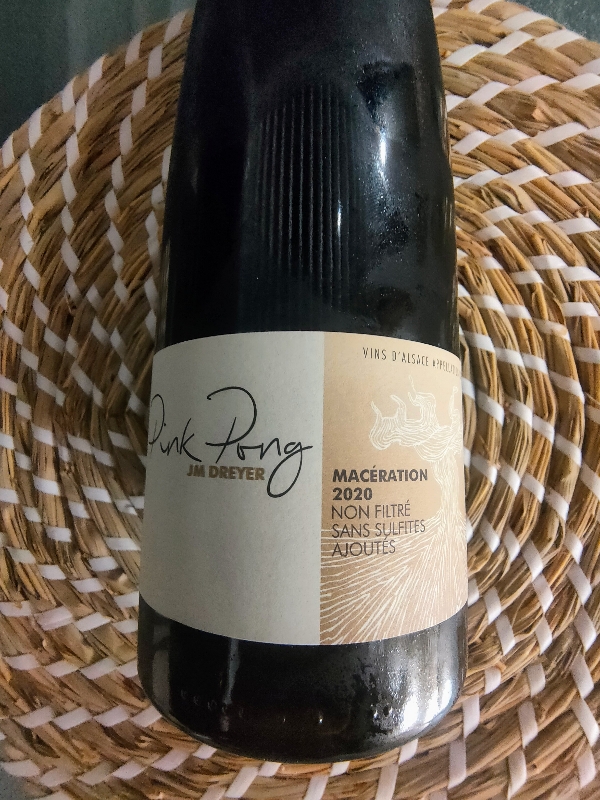 Pink Pong
JM DREYER
VINS D'ALSACE
MACÉRATION
2020
NON FILTRÉ
SANS SULFITES
AJOUTÉS